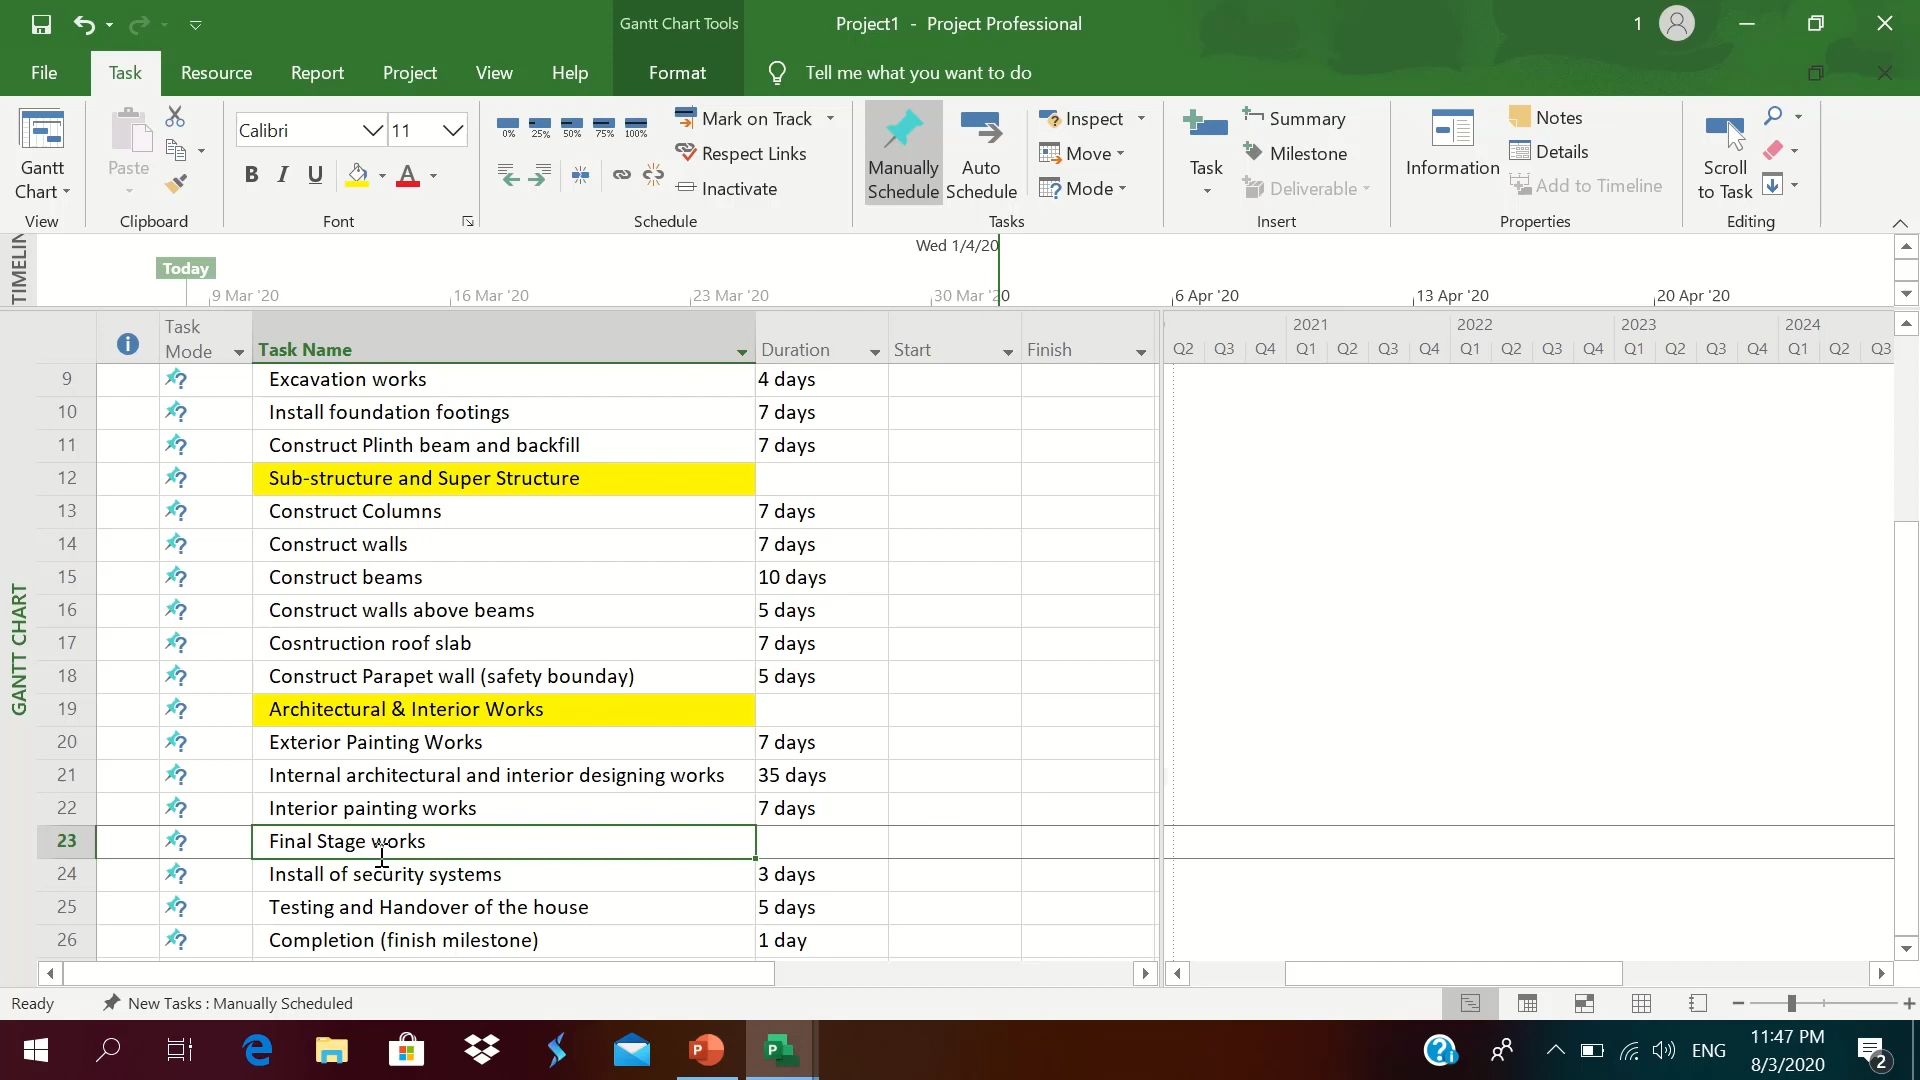 Gantt Chart Tools Project1 - Project Professional 1
File Task Resource Report Project View Help Format Tell me what you want to do
Gantt Chart
View
Paste
Clipboard
Calibri 11
B I U A
Font
0% 25% 50% 75% 100%
Mark on Track
Respect Links
Inactivate
Schedule
Manually Schedule
Auto Schedule
Inspect
Move
Mode
Tasks
Task
Summary
Milestone
Deliverable
Insert
Information
Notes
Details
Add to Timeline
Properties
Scroll to Task
Editing
TIMELIN
Wed 1/4/20
Today
9 Mar '20 16 Mar '20 23 Mar '20 30 Mar '20 6 Apr '20 13 Apr '20 20 Apr '20
GANTT CHART
Task Mode Task Name Duration Start Finish
2021 2022 2023 2024
Q2 Q3 Q4 Q1 Q2 Q3 Q4 Q1 Q2 Q3 Q4 Q1 Q2 Q3 Q4 Q1 Q2 Q3
9 Excavation works 4 days
10 Install foundation footings 7 days
11 Construct Plinth beam and backfill 7 days
12 Sub-structure and Super Structure
13 Construct Columns 7 days
14 Construct walls 7 days
15 Construct beams 10 days
16 Construct walls above beams 5 days
17 Cosntruction roof slab 7 days
18 Construct Parapet wall (safety bounday) 5 days
19 Architectural & Interior Works
20 Exterior Painting Works 7 days
21 Internal architectural and interior designing works 35 days
22 Interior painting works 7 days
23 Final Stage works
24 Install of security systems 3 days
25 Testing and Handover of the house 5 days
26 Completion (finish milestone) 1 day
Ready New Tasks : Manually Scheduled
ENG 11:47 PM
8/3/2020
2